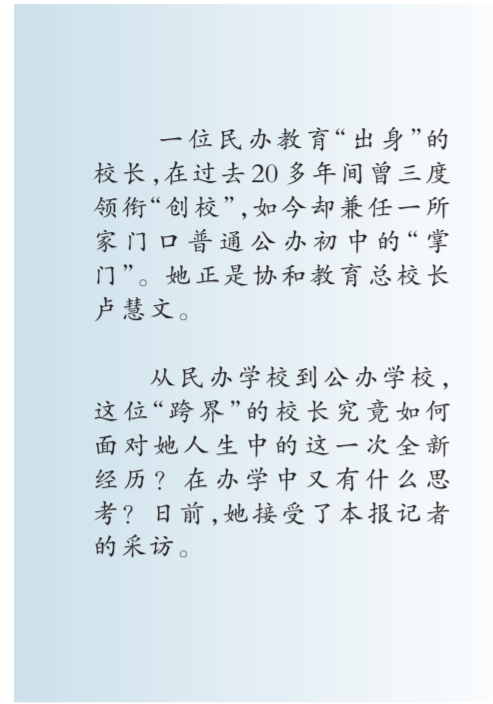 一位民办教育“出身”的
校长,在过去20多年间曾三度
领衔“创校”,如今却兼任一所
家门口普通公办初中的“掌
门”。她正是协和教育总校长
卢慧文。
从民办学校到公办学校,
这位“跨界”的校长究竟如何
面对她人生中的这一次全新
经历?在办学中又有什么思
考?日前,她接受了本报记者
的采访。